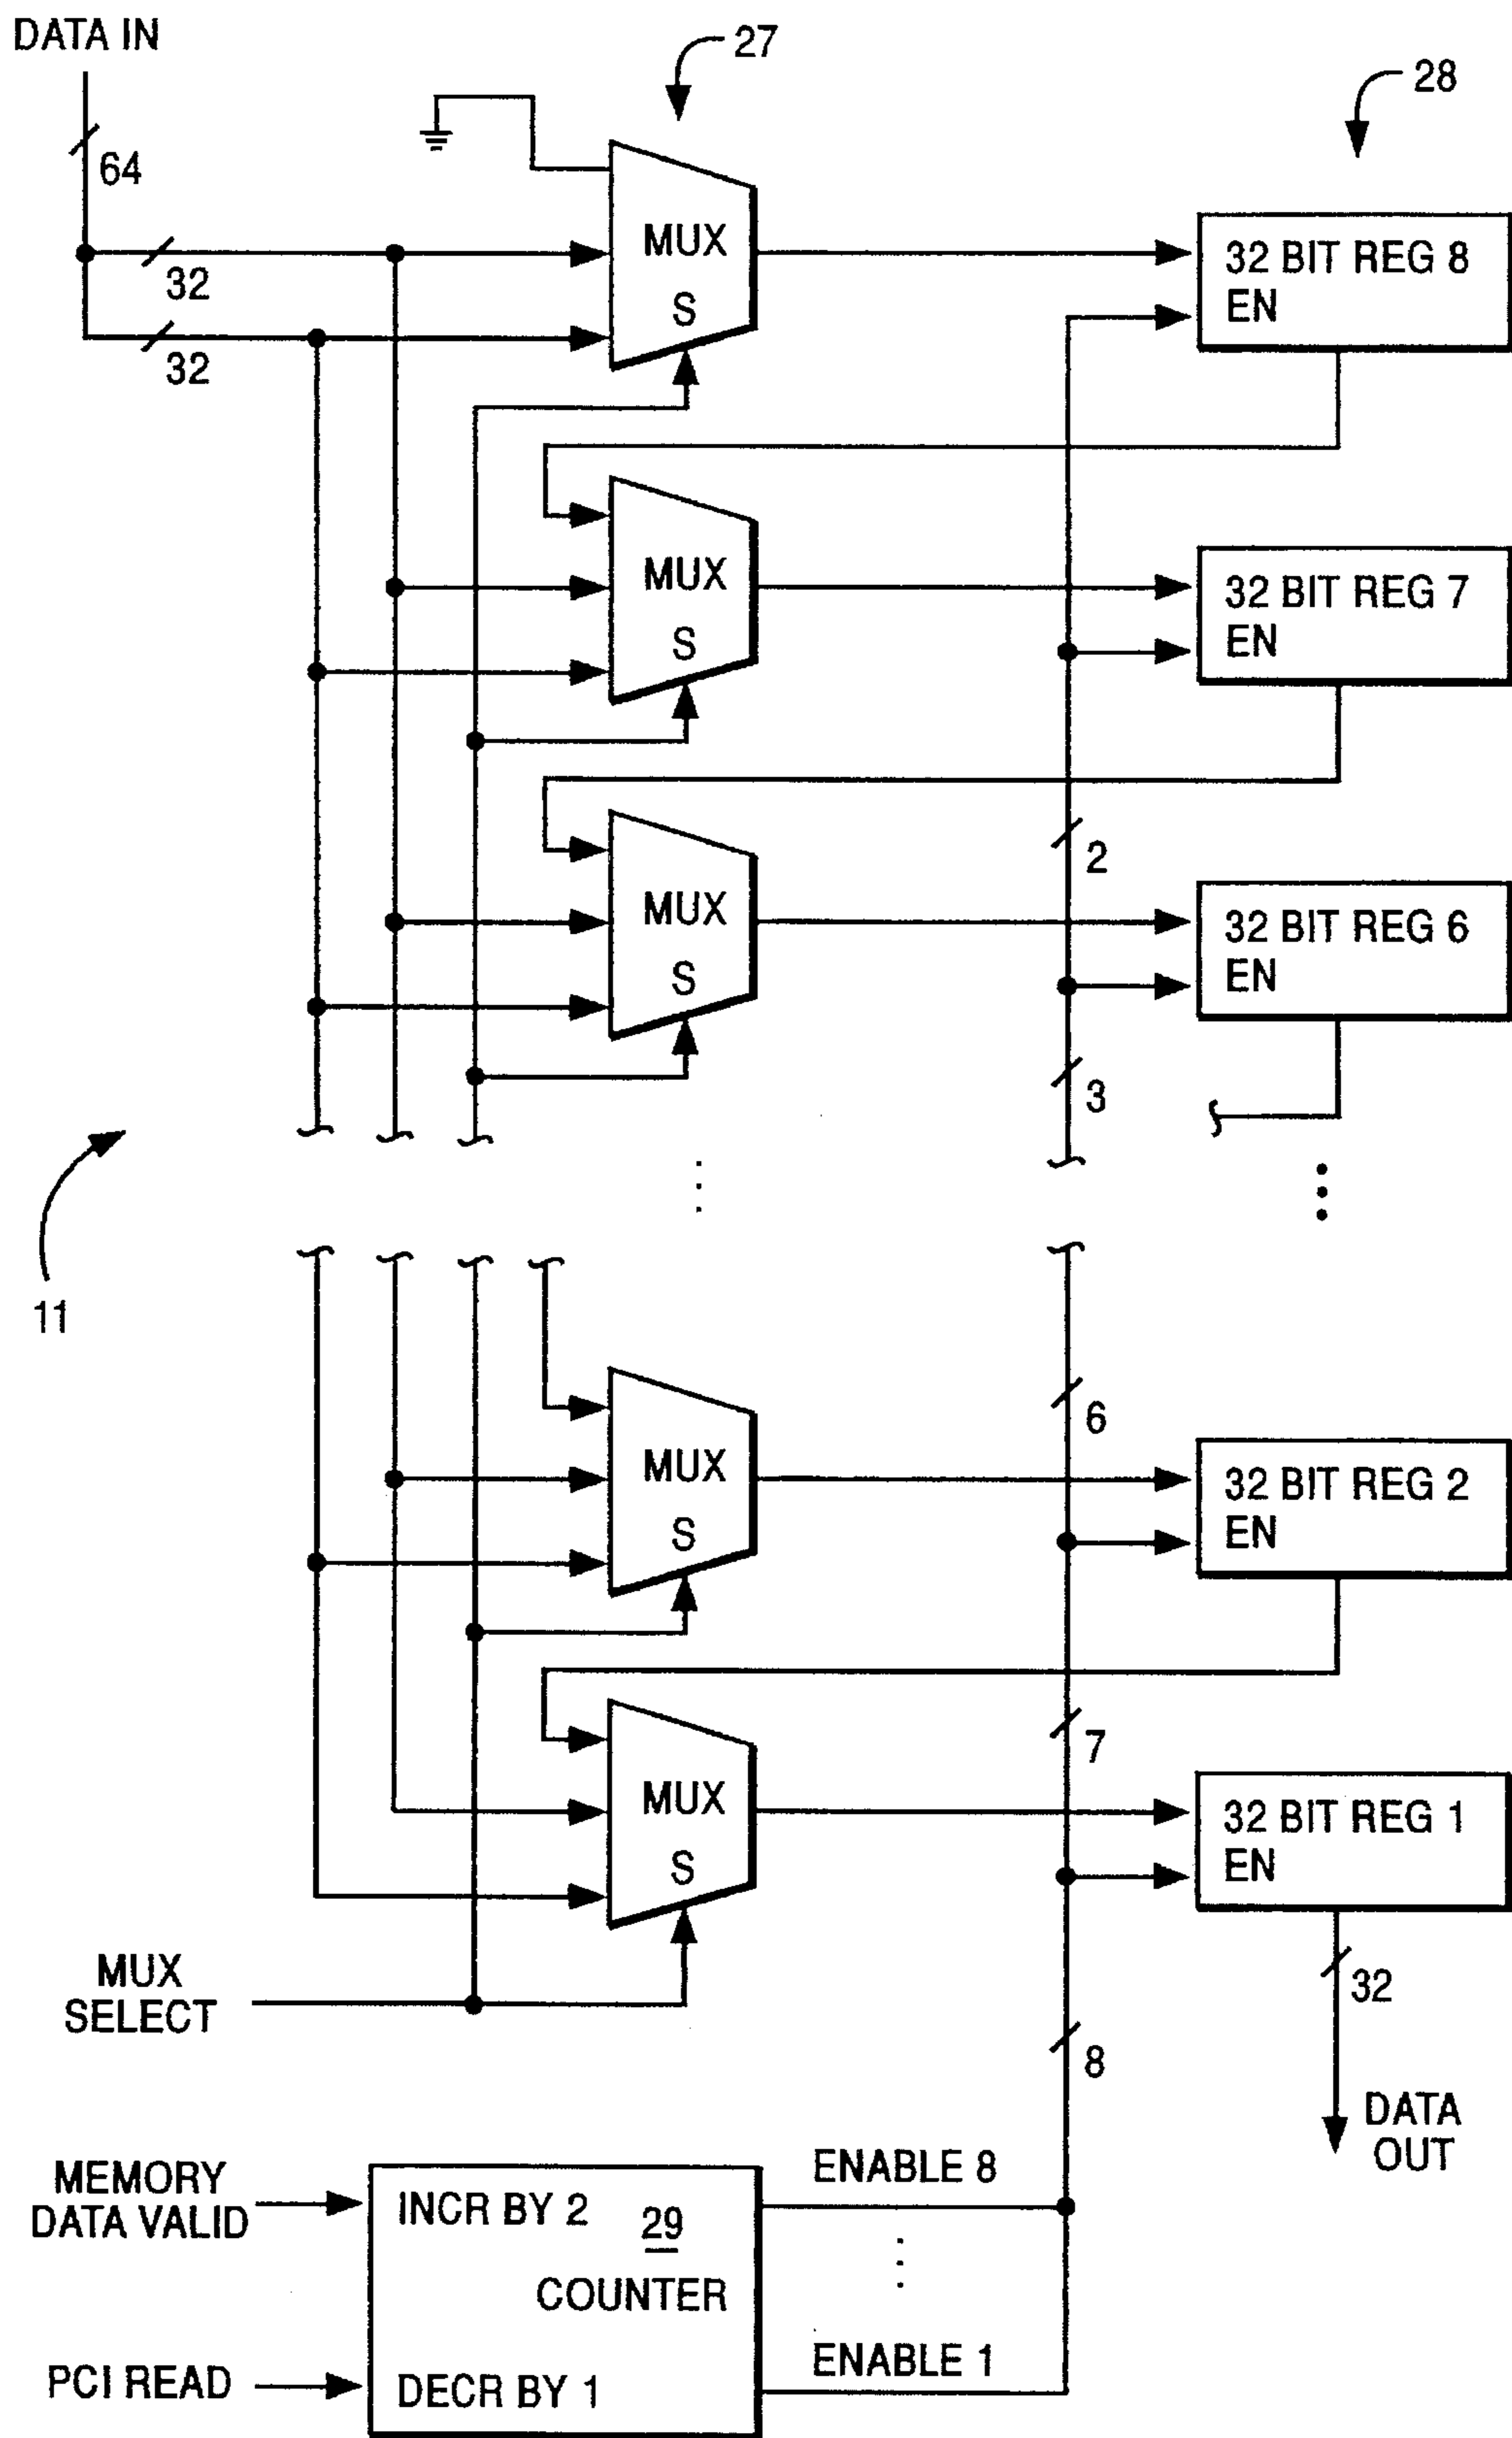 DATA IN
27
28
64
MUX
S
32 BIT REG 8
EN
32
32
MUX
S
32 BIT REG 7
EN
2
MUX
S
32 BIT REG 6
EN
3
11
6
MUX
S
32 BIT REG 2
EN
7
MUX
S
32 BIT REG 1
EN
MUX
SELECT
32
8
DATA
OUT
MEMORY
DATA VALID
INCR BY 2
29
COUNTER
ENABLE 8
PCI READ
DECR BY 1
ENABLE 1